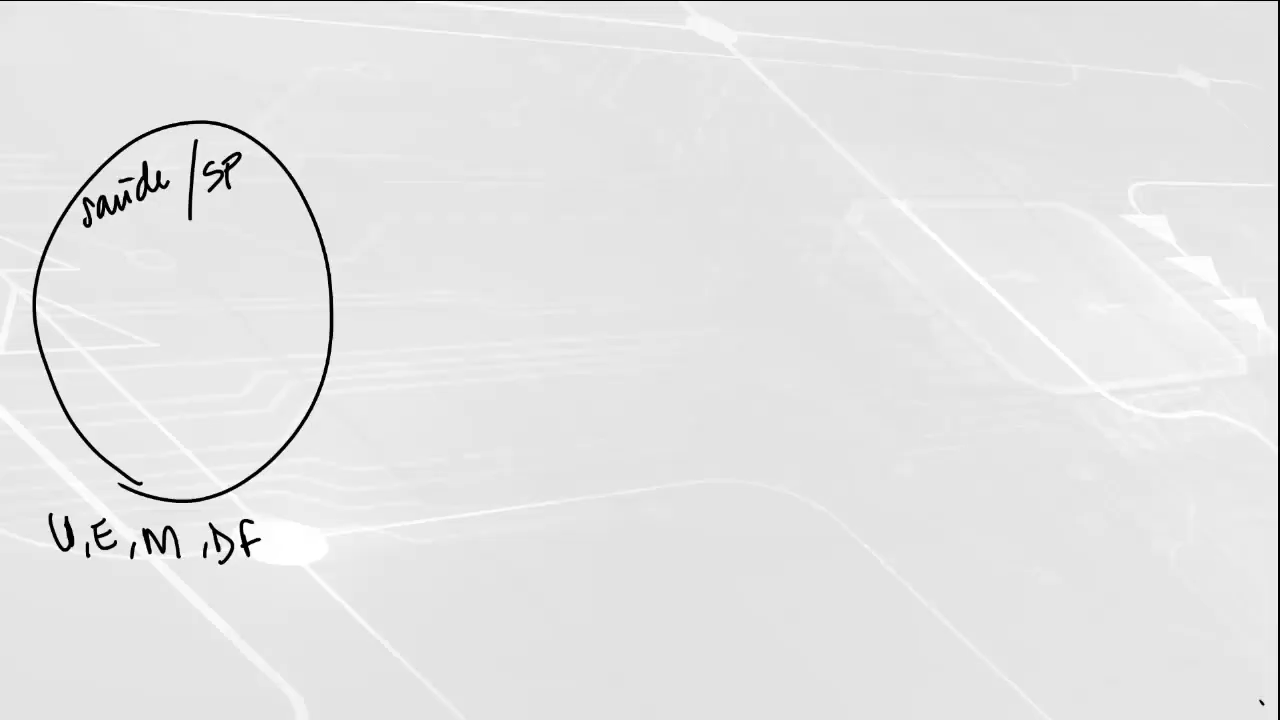 saúde / SP
U, E, M, DF